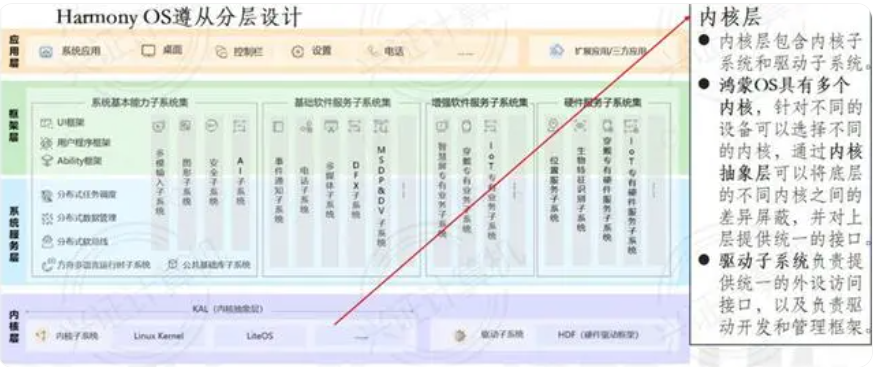 Harmony OS遵从分层设计
应用层
系统应用
桌面
控制栏
设置
电话
......
扩展应用/三方应用
框架层
系统基本能力子系统集
UI框架
用户程序框架
Ability框架
多模输入子系统
图形子系统
安全子系统
AI子系统
基础软件服务子系统集
事件通知子系统
电话子系统
多媒体子系统
DFX子系统
MSDP&DV子系统
......
增强软件服务子系统集
智慧屏专有业务子系统
穿戴专有业务子系统
IoT专有业务子系统
......
硬件服务子系统集
位置服务子系统
生物特征识别子系统
穿戴专有硬件服务子系统
IoT专有硬件服务子系统
系统服务层
分布式任务调度
分布式数据管理
分布式软总线
方舟多语言运行时子系统
公共基础库子系统
内核层
KAL（内核抽象层）
内核子系统
Linux Kernel
LiteOS
......
驱动子系统
HDF（硬件驱动框架）
内核层
● 内核层包含内核子
系统和驱动子系统。
● 鸿蒙OS具有多个
内核，针对不同的
设备可以选择不同
的内核，通过内核
抽象层可以将底层
的不同内核之间的
差异屏蔽，并对上
层提供统一的接口。
● 驱动子系统负责提
供统一的外设访问
接口，以及负责驱
动开发和管理框架。
兴证计算机